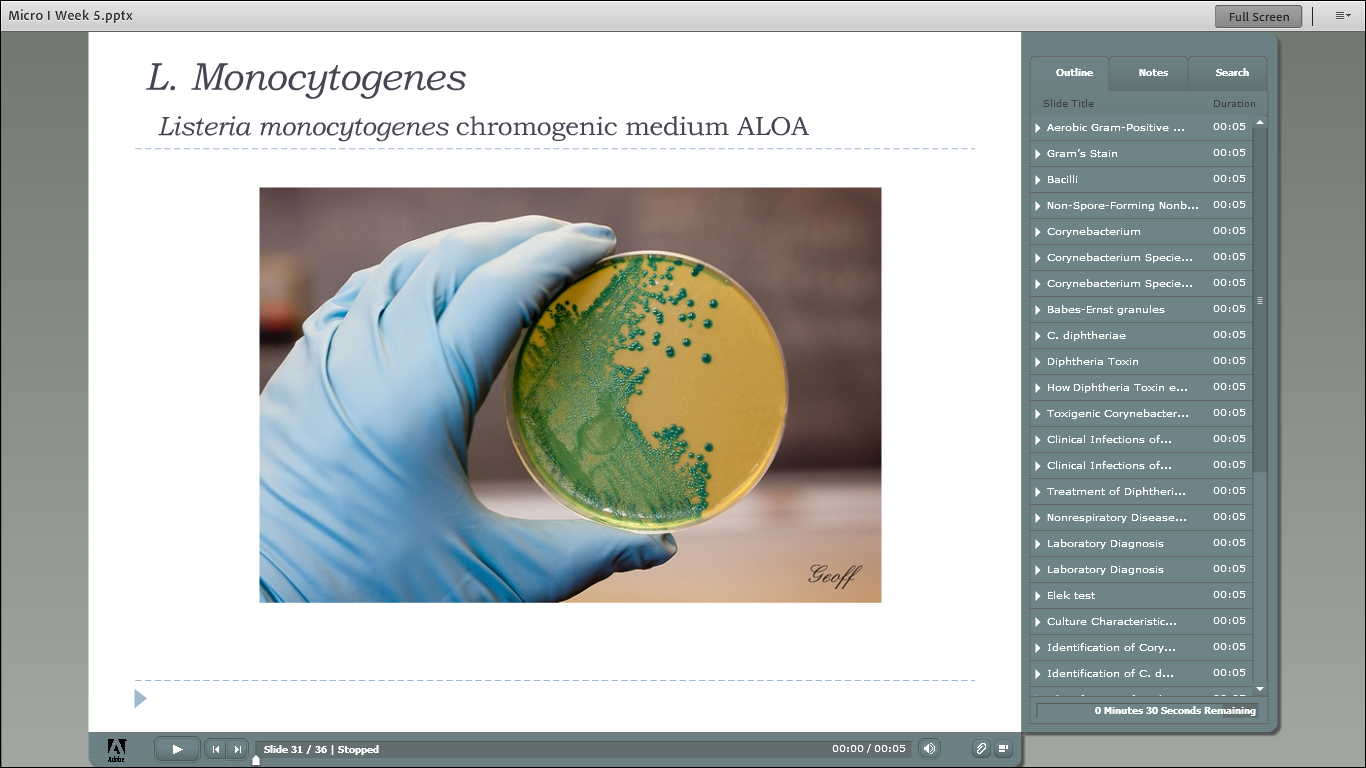 Micro I Week 5.pptx
Full Screen
L. Monocytogenes
Listeria monocytogenes chromogenic medium ALOA
Geoff
Outline Notes Search
Slide Title Duration
Aerobic Gram-Positive ... 00:05
Gram's Stain 00:05
Bacilli 00:05
Non-Spore-Forming Nonb... 00:05
Corynebacterium 00:05
Corynebacterium Specie... 00:05
Corynebacterium Specie... 00:05
Babes-Ernst granules 00:05
C. diphtheriae 00:05
Diphtheria Toxin 00:05
How Diphtheria Toxin e... 00:05
Toxigenic Corynebacter... 00:05
Clinical Infections of... 00:05
Clinical Infections of... 00:05
Treatment of Diphtheri... 00:05
Nonrespiratory Disease... 00:05
Laboratory Diagnosis 00:05
Laboratory Diagnosis 00:05
Elek test 00:05
Culture Characteristic... 00:05
Identification of Cory... 00:05
Identification of C. d... 00:05
0 Minutes 30 Seconds Remaining
Adobe
Slide 31 / 36 | Stopped
00:00 / 00:05